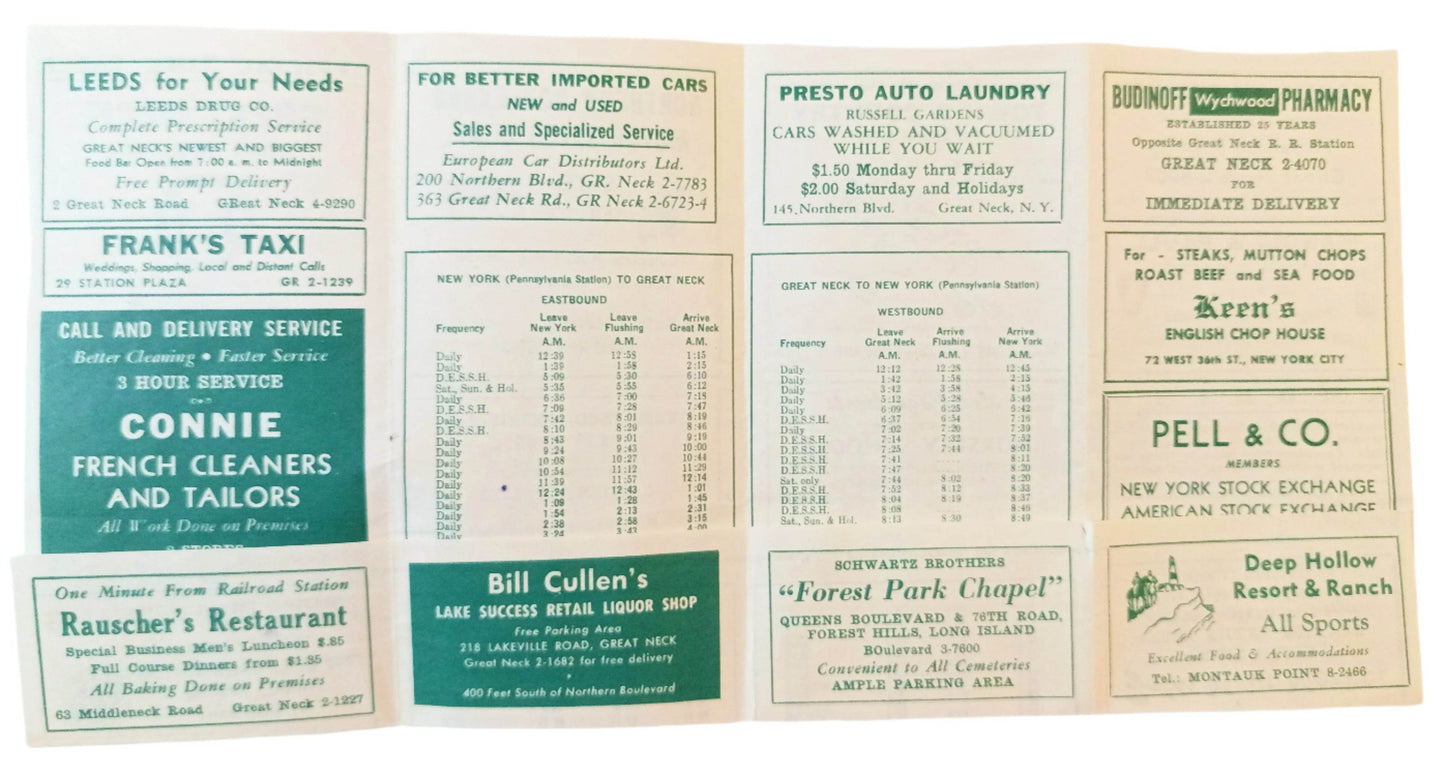 LEEDS for Your Needs
LEEDS DRUG CO.
Complete Prescription Service
GREAT NECK'S NEWEST AND BIGGEST
Food Bar Open from 7:00 a. m. to Midnight
Free Prompt Delivery
2 Great Neck Road GReat Neck 4-9290
FRANK'S TAXI
Weddings, Shopping, Local and Distant Calls
29 STATION PLAZA GR 2-1239
CALL AND DELIVERY SERVICE
Better Cleaning • Faster Service
3 HOUR SERVICE
CONNIE
FRENCH CLEANERS
AND TAILORS
All Work Done on Premises
One Minute From Railroad Station
Rauscher's Restaurant
Special Business Men's Luncheon $.85
Full Course Dinners from $1.35
All Baking Done on Premises
63 Middleneck Road Great Neck 2-1227
FOR BETTER IMPORTED CARS
NEW and USED
Sales and Specialized Service
European Car Distributors Ltd.
200 Northern Blvd., GR. Neck 2-7783
363 Great Neck Rd., GR Neck 2-6723-4
NEW YORK (Pennsylvania Station) TO GREAT NECK
EASTBOUND
Leave Leave Arrive
Frequency New York Flushing Great Neck
A.M. A.M. A.M.
Daily 12:39 12:58 1:15
Daily 1:39 1:58 2:15
D.E.S.S.H. 5:09 5:30 6:10
Sat., Sun. & Hol. 5:35 5:55 6:12
Daily 6:36 7:00 7:18
D.E.S.S.H. 7:09 7:28 7:47
Daily 7:42 8:01 8:19
D.E.S.S.H. 8:10 8:29 8:46
Daily 8:43 9:01 9:19
Daily 9:24 9:43 10:00
Daily 10:08 10:27 10:44
Daily 10:54 11:12 11:29
Daily 11:39 11:57 12:14
Daily 12:24 12:43 1:01
Daily 1:09 1:28 1:45
Daily 1:54 2:13 2:31
Daily 2:38 2:58 3:15
Daily 3:24 3:43 4:00
Bill Cullen's
LAKE SUCCESS RETAIL LIQUOR SHOP
Free Parking Area
218 LAKEVILLE ROAD, GREAT NECK
Great Neck 2-1682 for free delivery
•
400 Feet South of Northern Boulevard
PRESTO AUTO LAUNDRY
RUSSELL GARDENS
CARS WASHED AND VACUUMED
WHILE YOU WAIT
$1.50 Monday thru Friday
$2.00 Saturday and Holidays
145 Northern Blvd. Great Neck, N. Y.
GREAT NECK TO NEW YORK (Pennsylvania Station)
WESTBOUND
Leave Arrive Arrive
Frequency Great Neck Flushing New York
A.M. A.M. A.M.
Daily 12:12 12:28 12:45
Daily 1:42 1:58 2:15
Daily 3:42 3:58 4:15
Daily 5:12 5:28 5:46
Daily 6:09 6:25 6:42
D.E.S.S.H. 6:37 6:54 7:16
Daily 7:02 7:20 7:39
D.E.S.S.H. 7:14 7:32 7:52
D.E.S.S.H. 7:25 7:44 8:01
D.E.S.S.H. 7:41 ..... 8:11
D.E.S.S.H. 7:47 ..... 8:20
Sat. only 7:44 8:02 8:20
D.E.S.S.H. 7:52 8:12 8:33
D.E.S.S.H. 8:04 8:19 8:37
D.E.S.S.H. 8:08 ..... 8:46
Sat., Sun. & Hol. 8:13 8:30 8:49
SCHWARTZ BROTHERS
"Forest Park Chapel"
QUEENS BOULEVARD & 76TH ROAD,
FOREST HILLS, LONG ISLAND
BOulevard 3-7600
Convenient to All Cemeteries
AMPLE PARKING AREA
BUDINOFF Wychwood PHARMACY
ESTABLISHED 25 YEARS
Opposite Great Neck R. R. Station
GREAT NECK 2-4070
FOR
IMMEDIATE DELIVERY
For - STEAKS, MUTTON CHOPS
ROAST BEEF and SEA FOOD
Keen's
ENGLISH CHOP HOUSE
72 WEST 36th ST., NEW YORK CITY
PELL & CO.
MEMBERS
NEW YORK STOCK EXCHANGE
AMERICAN STOCK EXCHANGE
Deep Hollow
Resort & Ranch
All Sports
Excellent Food & Accommodations
Tel.: MONTAUK POINT 8-2466